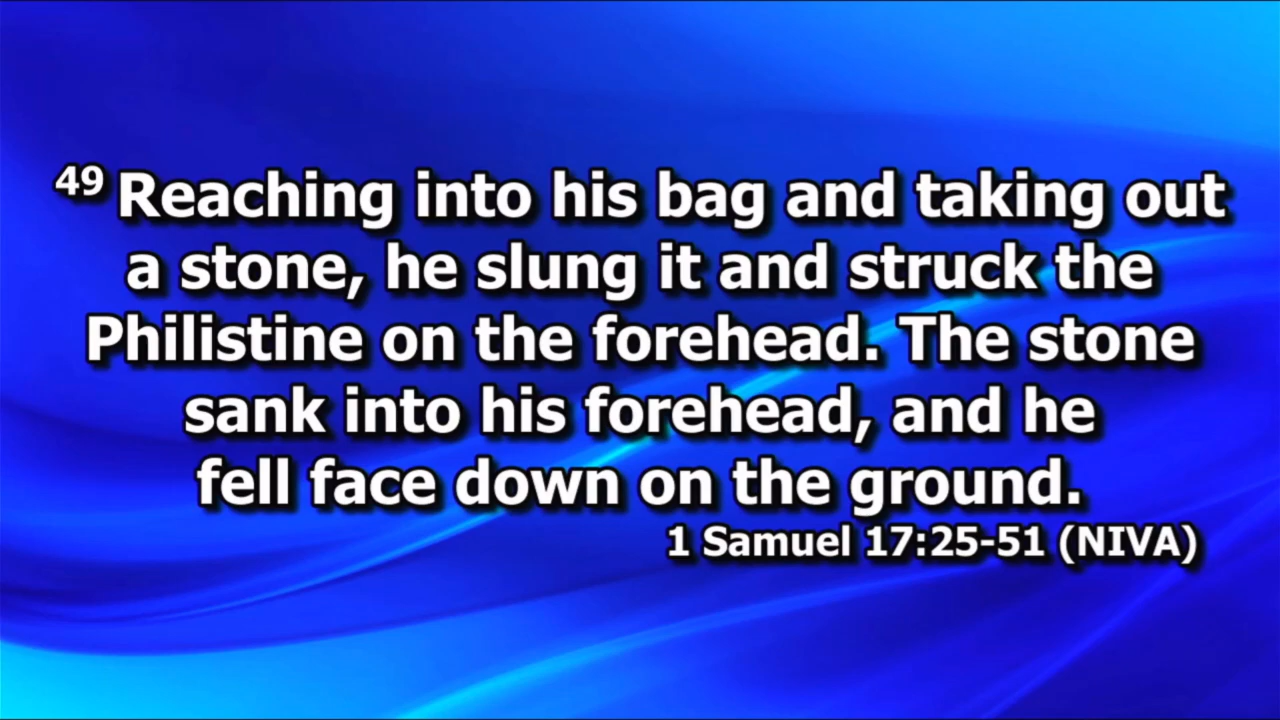 49 Reaching into his bag and taking out
a stone, he slung it and struck the
Philistine on the forehead. The stone
sank into his forehead, and he
fell face down on the ground.
1 Samuel 17:25-51 (NIVA)